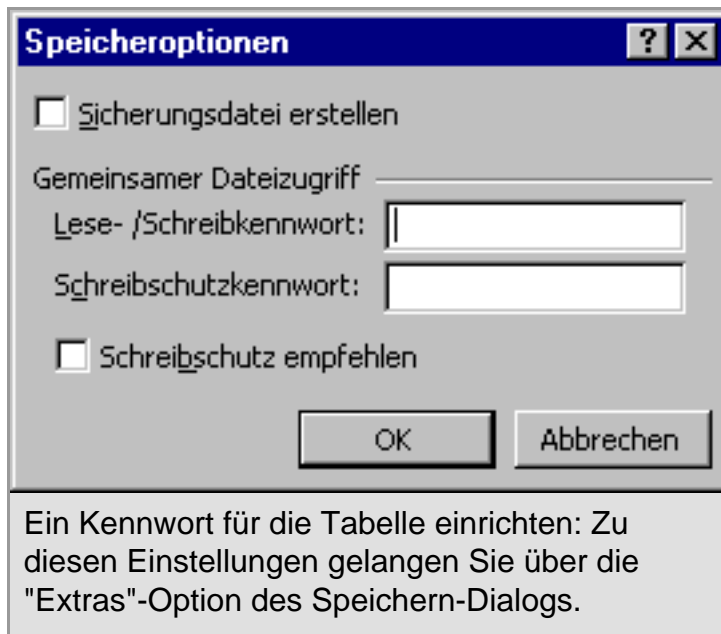 Speicheroptionen
Sicherungsdatei erstellen
Gemeinsamer Dateizugriff
Lese- /Schreibkennwort:
Schreibschutzkennwort:
Schreibschutz empfehlen
OK Abbrechen
Ein Kennwort für die Tabelle einrichten: Zu
diesen Einstellungen gelangen Sie über die
"Extras"-Option des Speichern-Dialogs.